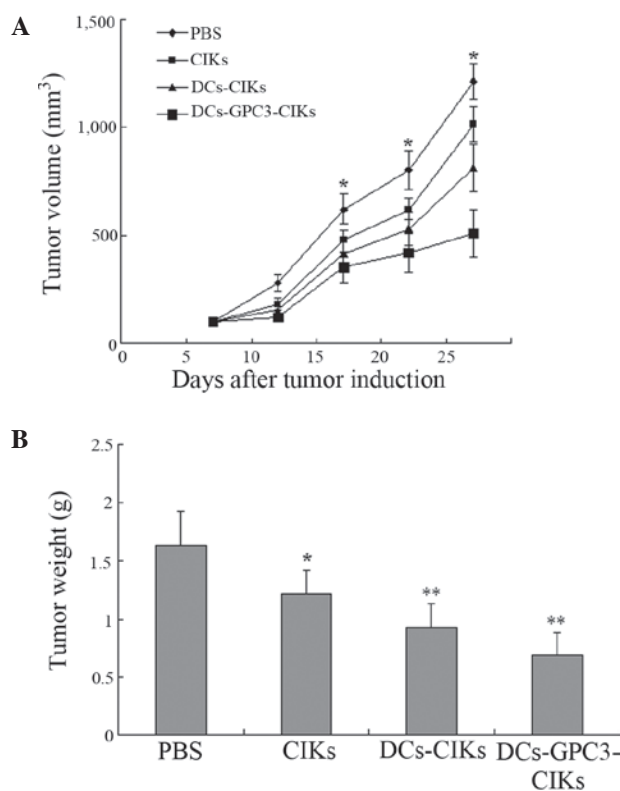 A
1,500
1,000
500
0
Tumor volume (mm³)
PBS
CIKs
DCs-CIKs
DCs-GPC3-CIKs
*
*
*
0 5 10 15 20 25
Days after tumor induction
B
2.5
2
1.5
1
0.5
0
Tumor weight (g)
*
**
**
PBS CIKs DCs-CIKs DCs-GPC3-
CIKs